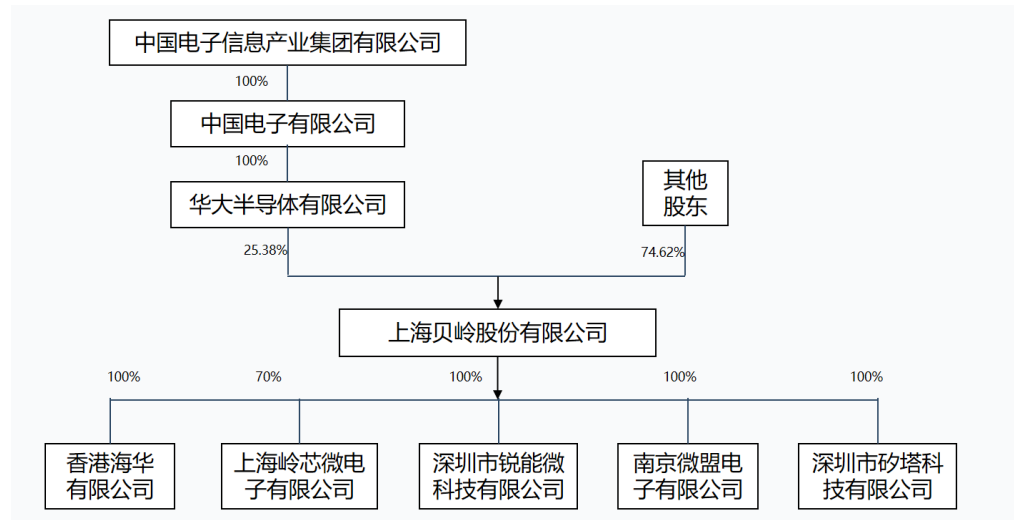 中国电子信息产业集团有限公司
100%
中国电子有限公司
100%
华大半导体有限公司
其他
股东
25.38%
74.62%
上海贝岭股份有限公司
100%
70%
100%
100%
100%
香港海华
有限公司
上海岭芯微电
子有限公司
深圳市锐能微
科技有限公司
南京微盟电
子有限公司
深圳市矽塔科
技有限公司